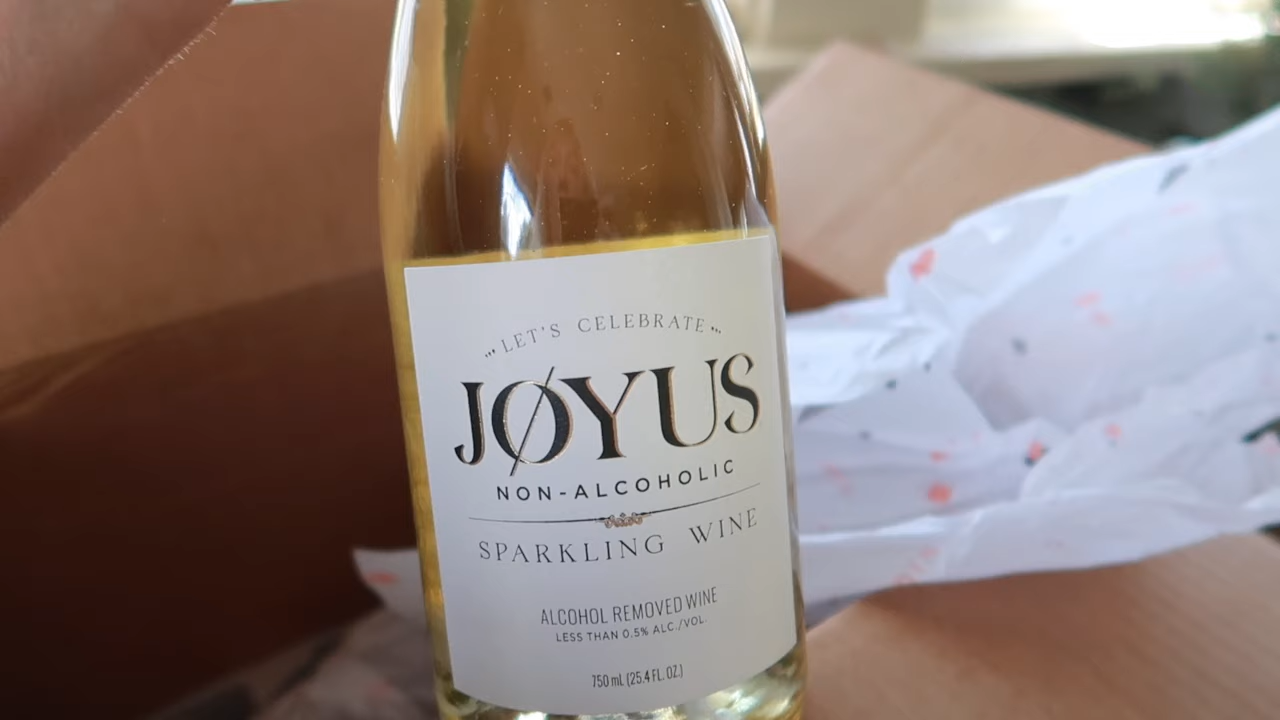 ...LET'S CELEBRATE...
JØYUS
NON-ALCOHOLIC
SPARKLING WINE
ALCOHOL REMOVED WINE
LESS THAN 0.5% ALC./VOL.
750 mL (25.4 FL. OZ.)